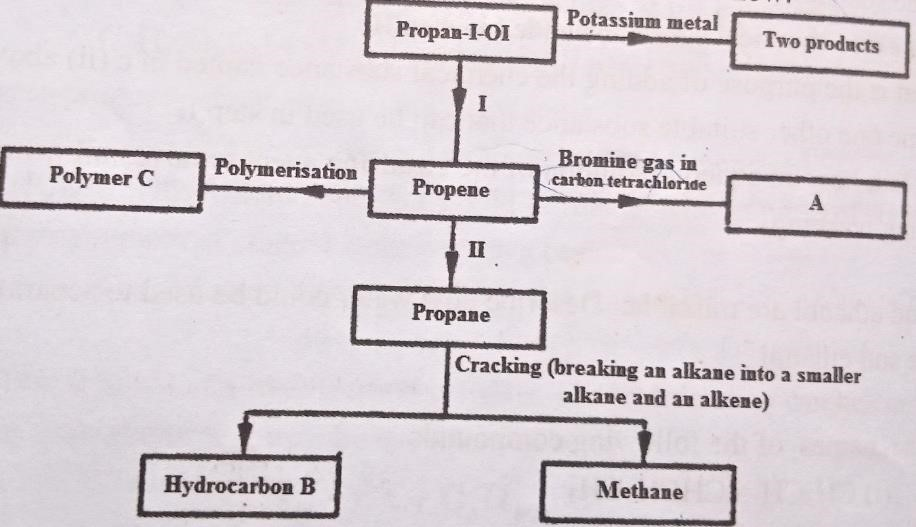 Propan-I-OI
Potassium metal
Two products
I
Polymer C
Polymerisation
Propene
Bromine gas in
carbon tetrachloride
A
II
Propane
Cracking (breaking an alkane into a smaller
alkane and an alkene)
Hydrocarbon B
Methane